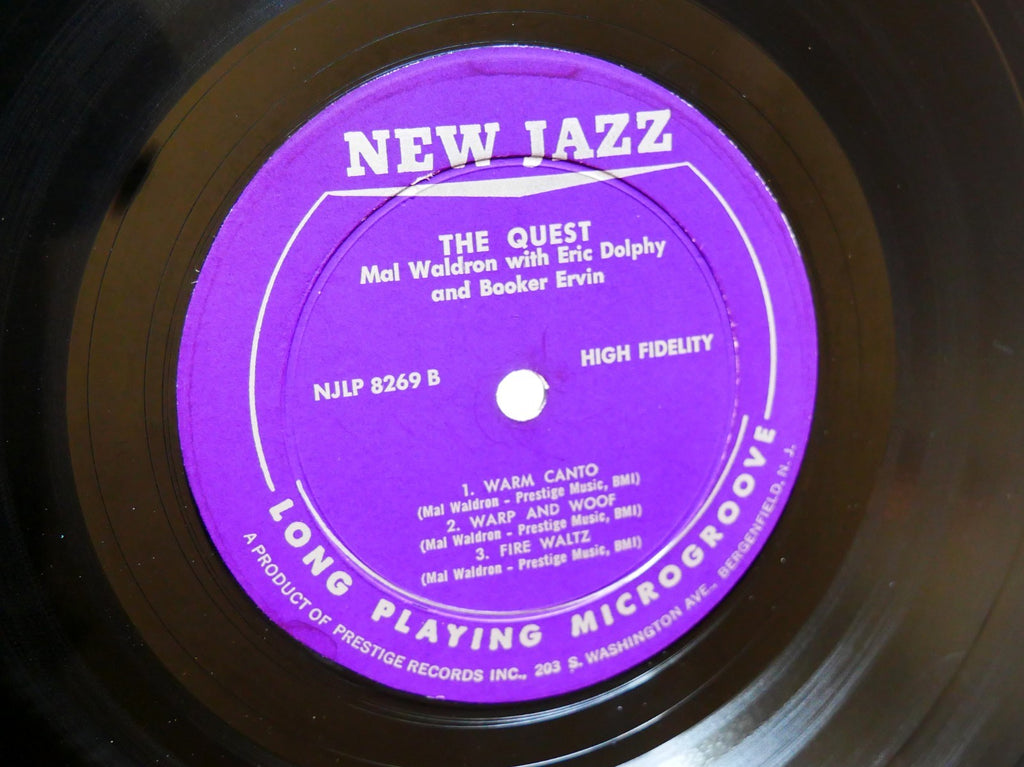 NEW JAZZ
THE QUEST
Mal Waldron with Eric Dolphy
and Booker Ervin
NJLP 8269 B
HIGH FIDELITY
1. WARM CANTO
(Mal Waldron – Prestige Music, BMI)
2. WARP AND WOOF
(Mal Waldron – Prestige Music, BMI)
3. FIRE WALTZ
(Mal Waldron – Prestige Music, BMI)
LONG PLAYING MICROGROOVE
A PRODUCT OF PRESTIGE RECORDS INC., 203 S. WASHINGTON AVE., BERGENFIELD, N. J.